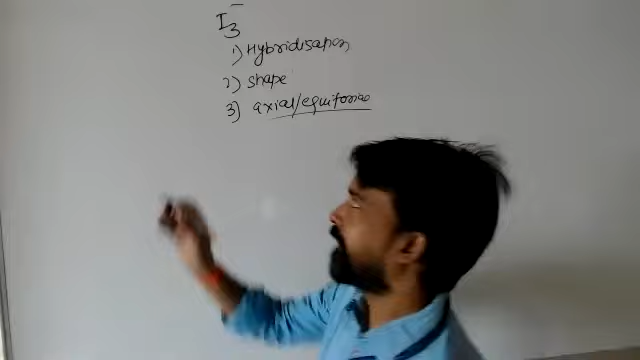 I3⁻
1) Hybridisation
2) shape
3) axial/equitorial